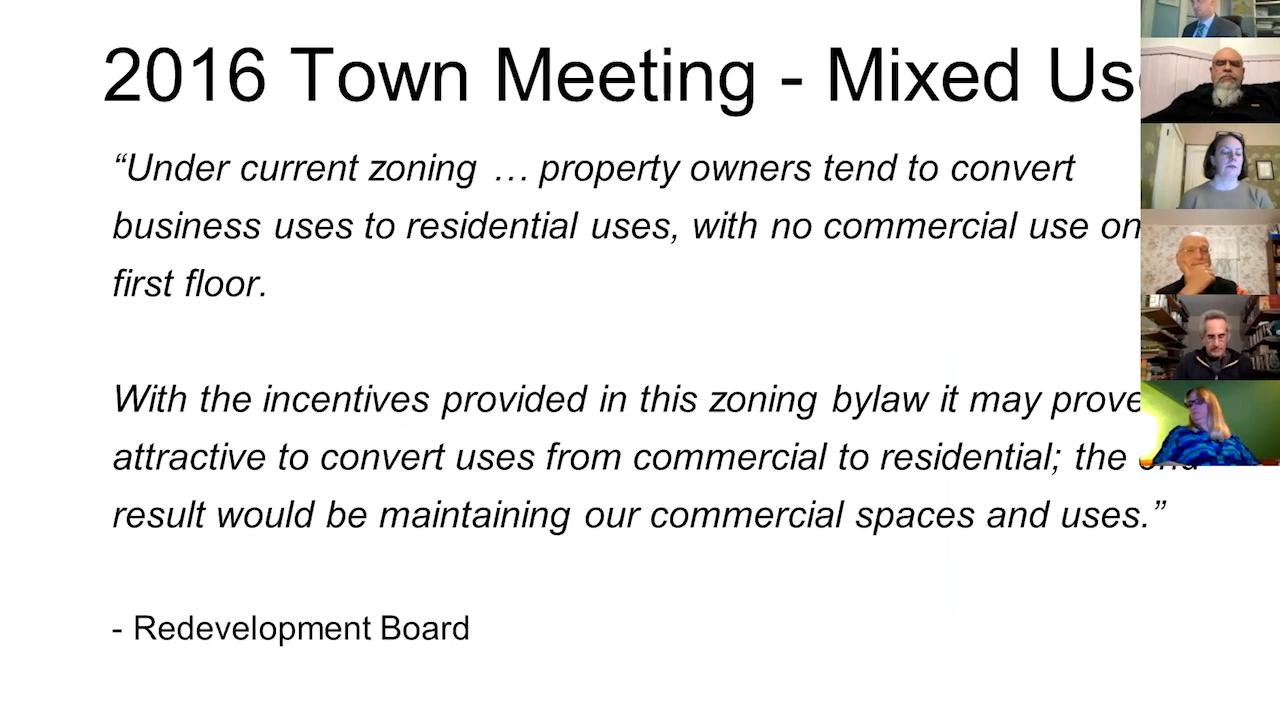 2016 Town Meeting - Mixed Us
“Under current zoning … property owners tend to convert
business uses to residential uses, with no commercial use on
first floor.
With the incentives provided in this zoning bylaw it may prove
attractive to convert uses from commercial to residential; the
result would be maintaining our commercial spaces and uses.”
- Redevelopment Board